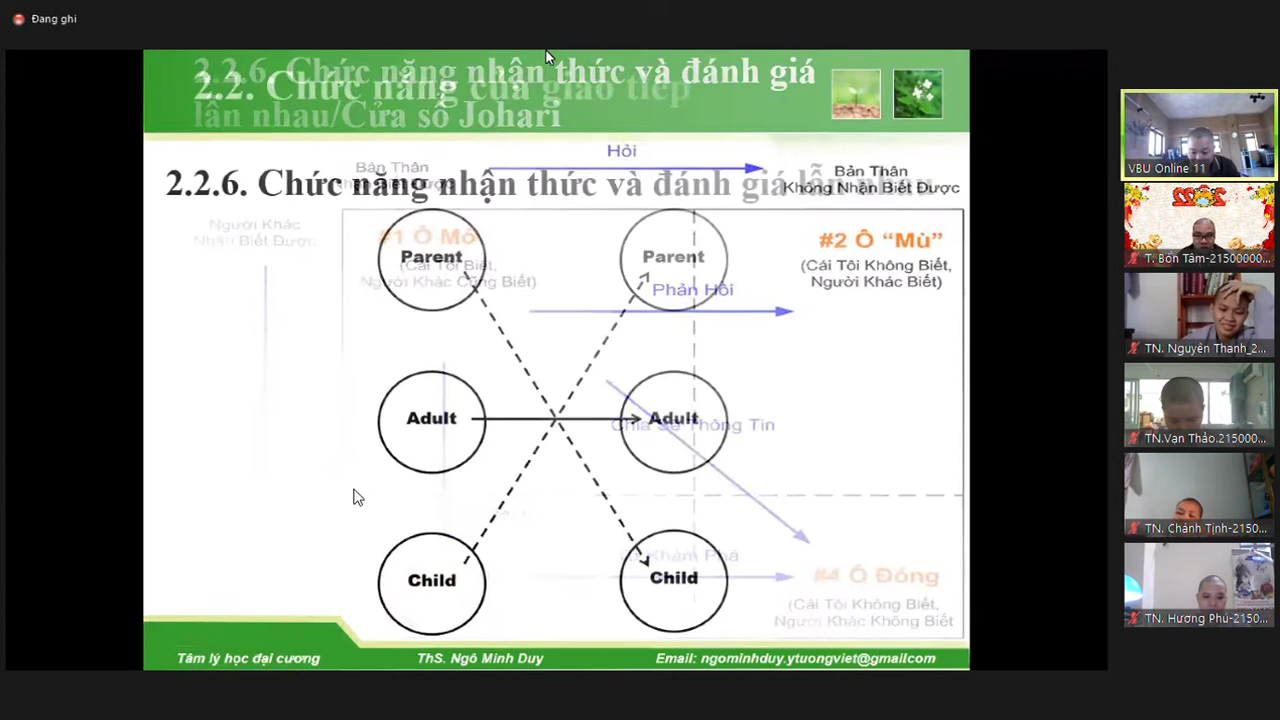 Đang ghi
2.2.6. Chức năng nhận thức và đánh giá
2.2. Chức năng của giao tiếp
lẫn nhau/Cửa sổ Johari
Hỏi
Bản Thân
Bản Thân
Không Nhận Biết Được
2.2.6. Chức năng nhận thức và đánh giá lẫn nhau
Người Khác
Nhận Biết Được
#1 Ô Mở
(Cái Tôi Biết,
Người Khác Cũng Biết)
#2 Ô “Mù”
(Cái Tôi Không Biết,
Người Khác Biết)
Parent
Parent
Phản Hồi
Adult
Adult
Chia Sẻ Thông Tin
Khám Phá
Child
Child
#4 Ô Đóng
(Cái Tôi Không Biết,
Người Khác Không Biết
Tâm lý học đại cương
ThS. Ngô Minh Duy
Email: ngominhduy.ytuongviet@gmail.com
VBU Online 11
T. Bổn Tâm-21500000...
TN. Nguyên Thanh_2...
TN.Vạn Thảo.215000...
TN. Chánh Tịnh-2150...
TN. Hương Phú-2150...